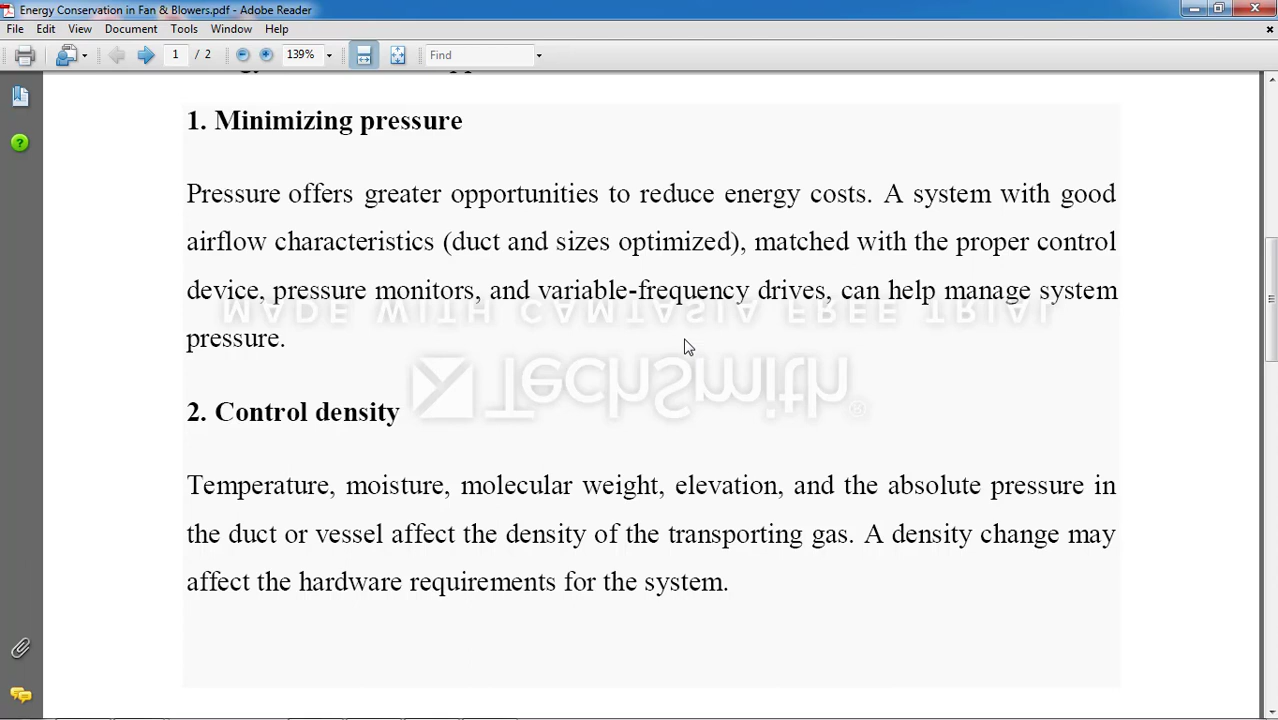 Energy Conservation in Fan & Blowers.pdf - Adobe Reader
File Edit View Document Tools Window Help
1 / 2 139% Find
1. Minimizing pressure
Pressure offers greater opportunities to reduce energy costs. A system with good
airflow characteristics (duct and sizes optimized), matched with the proper control
device, pressure monitors, and variable-frequency drives, can help manage system
MADE WITH CAMTASIA FREE TRIAL
pressure.
TechSmith®
2. Control density
Temperature, moisture, molecular weight, elevation, and the absolute pressure in
the duct or vessel affect the density of the transporting gas. A density change may
affect the hardware requirements for the system.